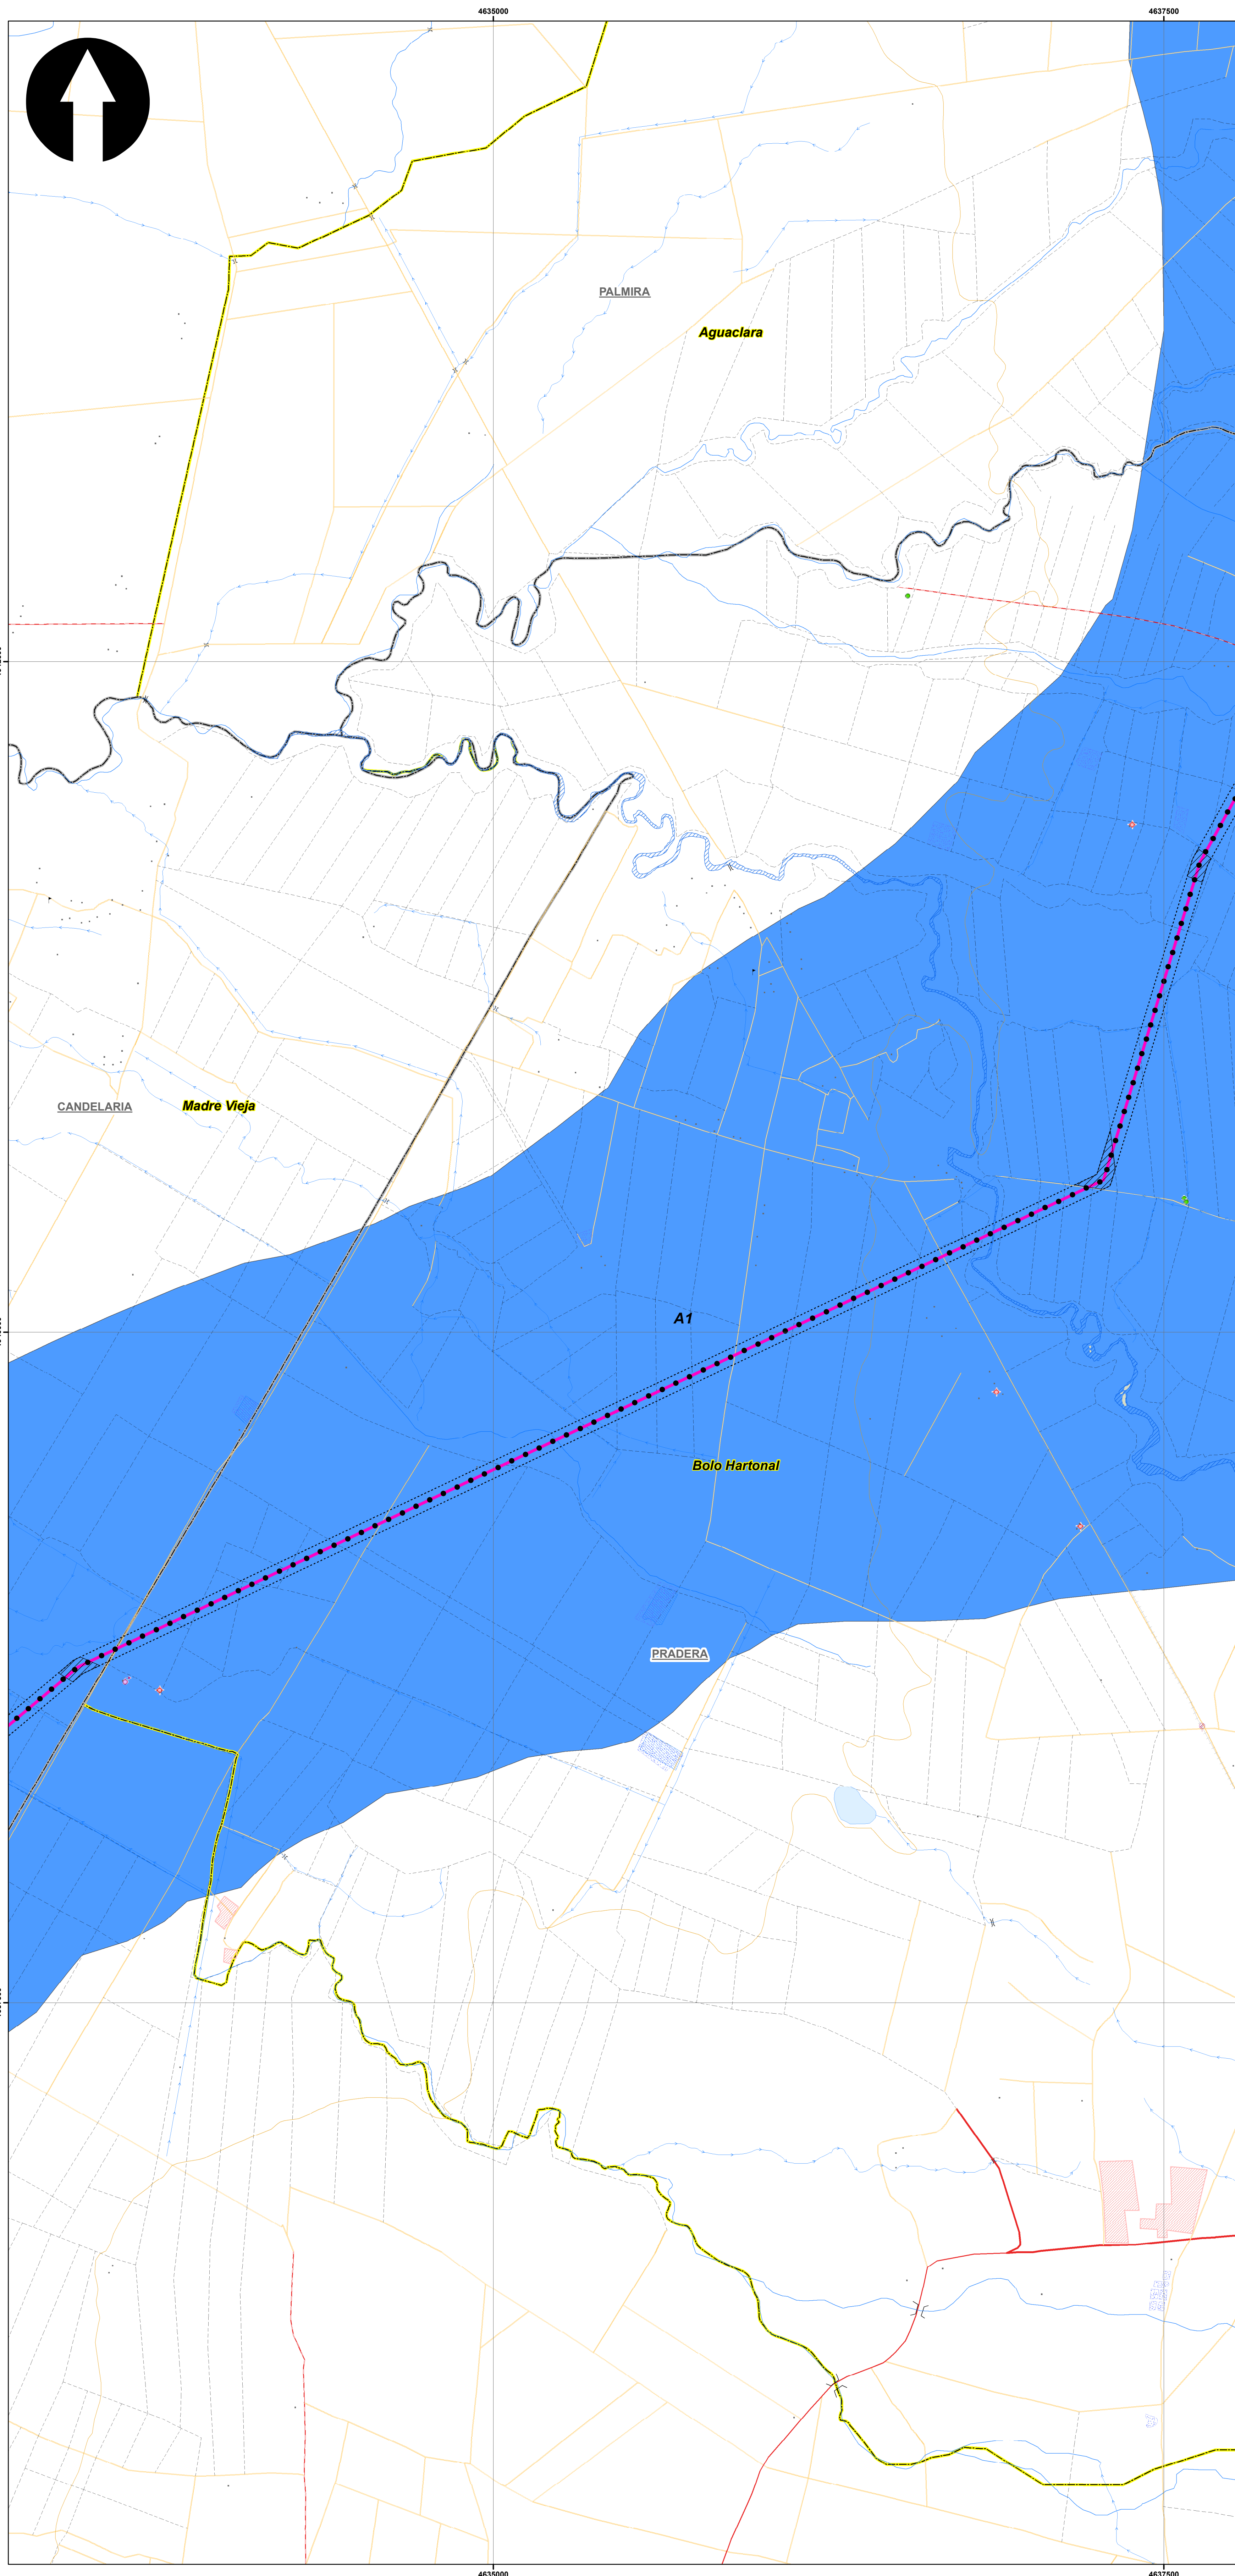 4635000
4637500
PALMIRA
Aguaclara
CANDELARIA
Madre Vieja
A1
Bolo Hartonal
PRADERA
4635000
4637500